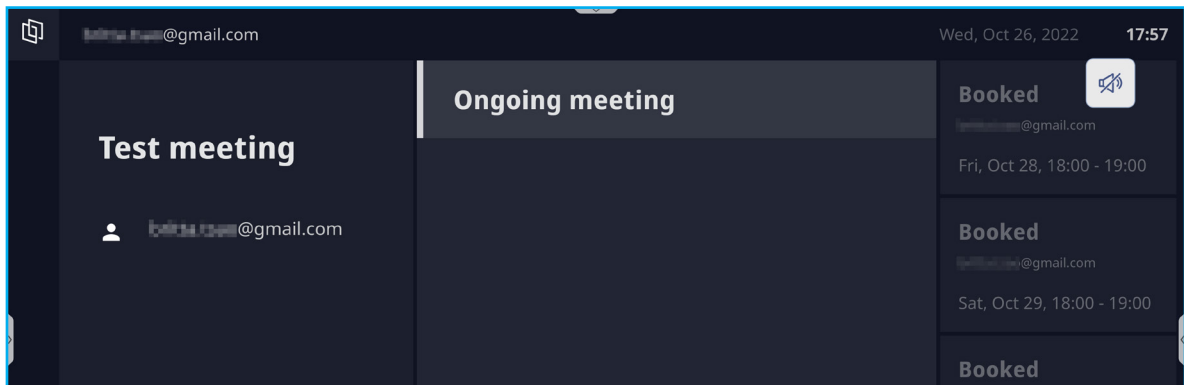 @gmail.com
Wed, Oct 26, 2022
17:57
Test meeting
@gmail.com
Ongoing meeting
Booked
@gmail.com
Fri, Oct 28, 18:00 - 19:00
Booked
@gmail.com
Sat, Oct 29, 18:00 - 19:00
Booked